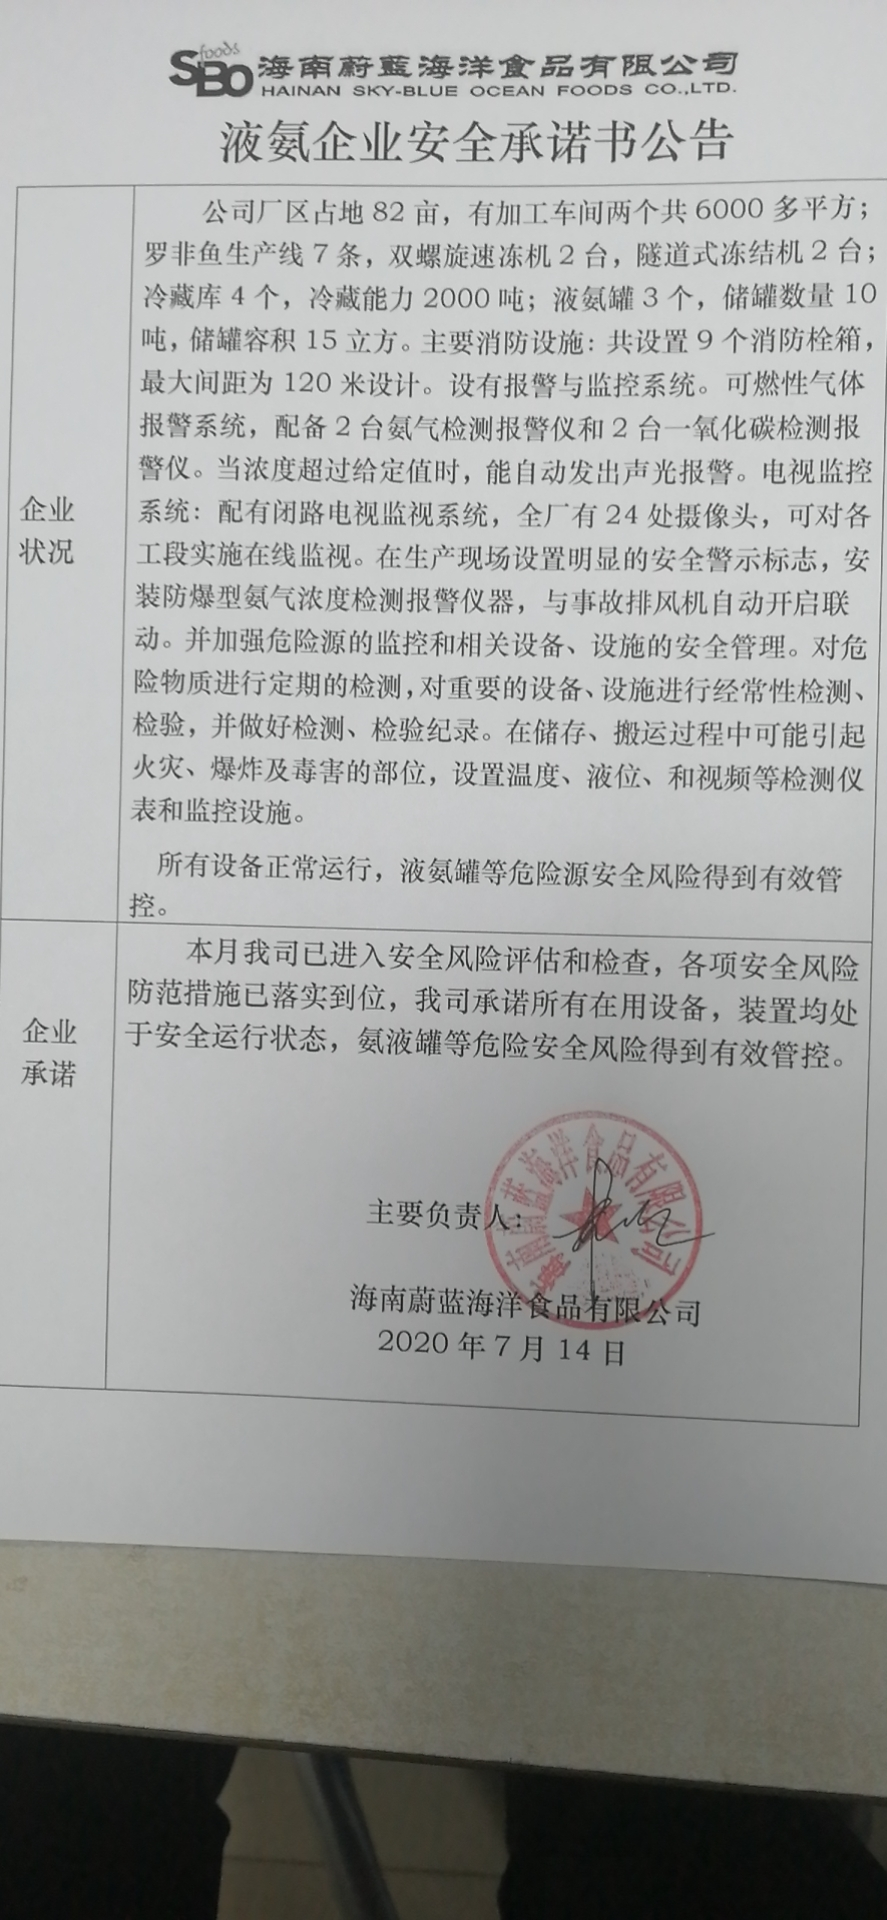 foods
SBO 海南蔚蓝海洋食品有限公司
HAINAN SKY-BLUE OCEAN FOODS CO.,LTD.
液氨企业安全承诺书公告
企业
状况
公司厂区占地 82 亩，有加工车间两个共 6000 多平方；
罗非鱼生产线 7 条，双螺旋速冻机 2 台，隧道式冻结机 2 台；
冷藏库 4 个，冷藏能力 2000 吨；液氨罐 3 个，储罐数量 10
吨，储罐容积 15 立方。主要消防设施：共设置 9 个消防栓箱，
最大间距为 120 米设计。设有报警与监控系统。可燃性气体
报警系统，配备 2 台氨气检测报警仪和 2 台一氧化碳检测报
警仪。当浓度超过给定值时，能自动发出声光报警。电视监控
系统：配有闭路电视监视系统，全厂有 24 处摄像头，可对各
工段实施在线监视。在生产现场设置明显的安全警示标志，安
装防爆型氨气浓度检测报警仪器，与事故排风机自动开启联
动。并加强危险源的监控和相关设备、设施的安全管理。对危
险物质进行定期的检测，对重要的设备、设施进行经常性检测、
检验，并做好检测、检验纪录。在储存、搬运过程中可能引起
火灾、爆炸及毒害的部位，设置温度、液位、和视频等检测仪
表和监控设施。
所有设备正常运行，液氨罐等危险源安全风险得到有效管
控。
企业
承诺
本月我司已进入安全风险评估和检查，各项安全风险
防范措施已落实到位，我司承诺所有在用设备，装置均处
于安全运行状态，氨液罐等危险安全风险得到有效管控。
海南蔚蓝海洋食品有限公司
主要负责人：
海南蔚蓝海洋食品有限公司
2020 年 7 月 14 日